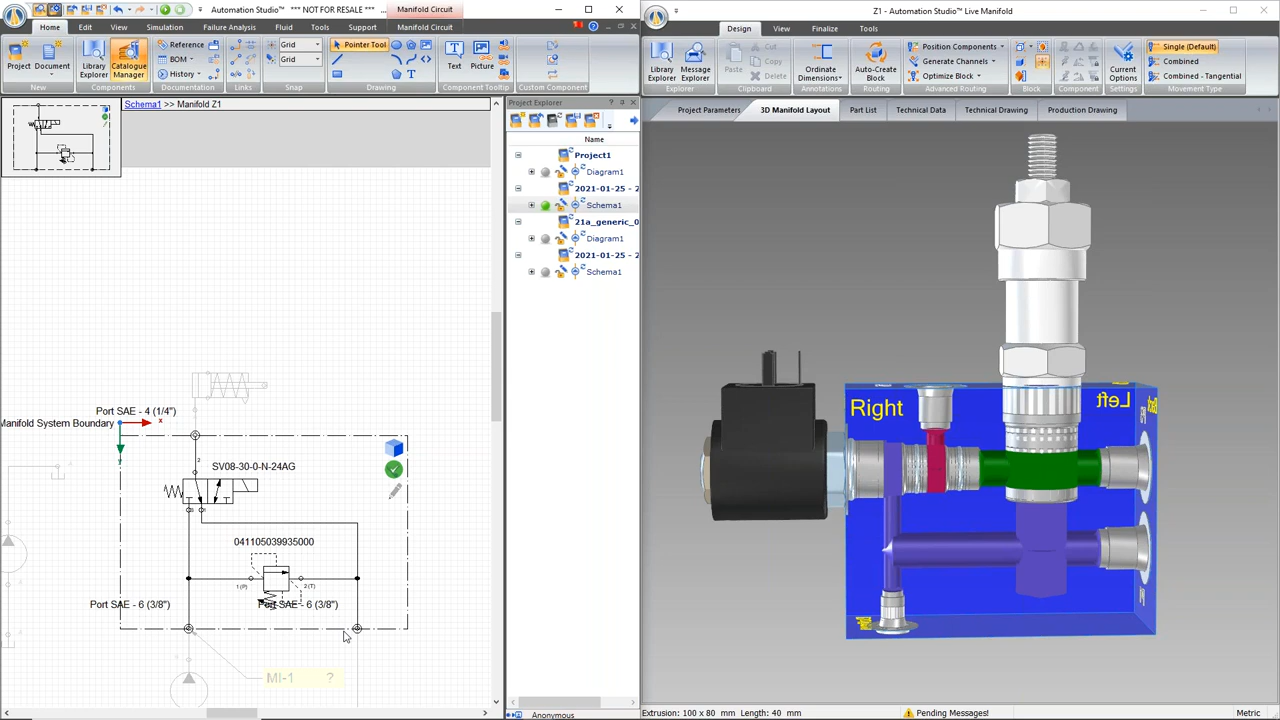 Automation Studio™ *** NOT FOR RESALE *** ...
Manifold Circuit
Home Edit View Simulation Failure Analysis Fluid Tools Support Manifold Circuit
Project Document
New
Library Explorer
Catalogue Manager
Components
Reference
BOM
History
Documentation
Links
Grid
Grid
Snap
Pointer Tool
Drawing
Text Picture
Component Tooltip
Custom Component
Schema1 >> Manifold Z1
Project Explorer
Name
Project1
Diagram1
2021-01-25 - 2
Schema1
21a_generic_0
Diagram1
2021-01-25 - 2
Schema1
Port SAE - 4 (1/4")
Manifold System Boundary
x
2
SV08-30-0-N-24AG
041105039935000
1 (P)
2 (T)
Port SAE - 6 (3/8")
Port SAE - 6 (3/8")
MI-1 ?
Anonymous
Z1 - Automation Studio™ Live Manifold
Design View Finalize Tools
Library Explorer
Message Explorer
Explorer
Paste
Cut
Copy
Delete
Clipboard
Ordinate Dimensions
Annotations
Auto-Create Routing
Position Components
Generate Channels
Optimize Block
Advanced Routing
Block
Component
Current Options
Settings
Single (Default)
Combined
Combined - Tangential
Movement Type
Project Parameters 3D Manifold Layout Part List Technical Data Technical Drawing Production Drawing
Right
Left
Extrusion: 100 x 80 mm Length: 40 mm
Pending Messages!
Metric